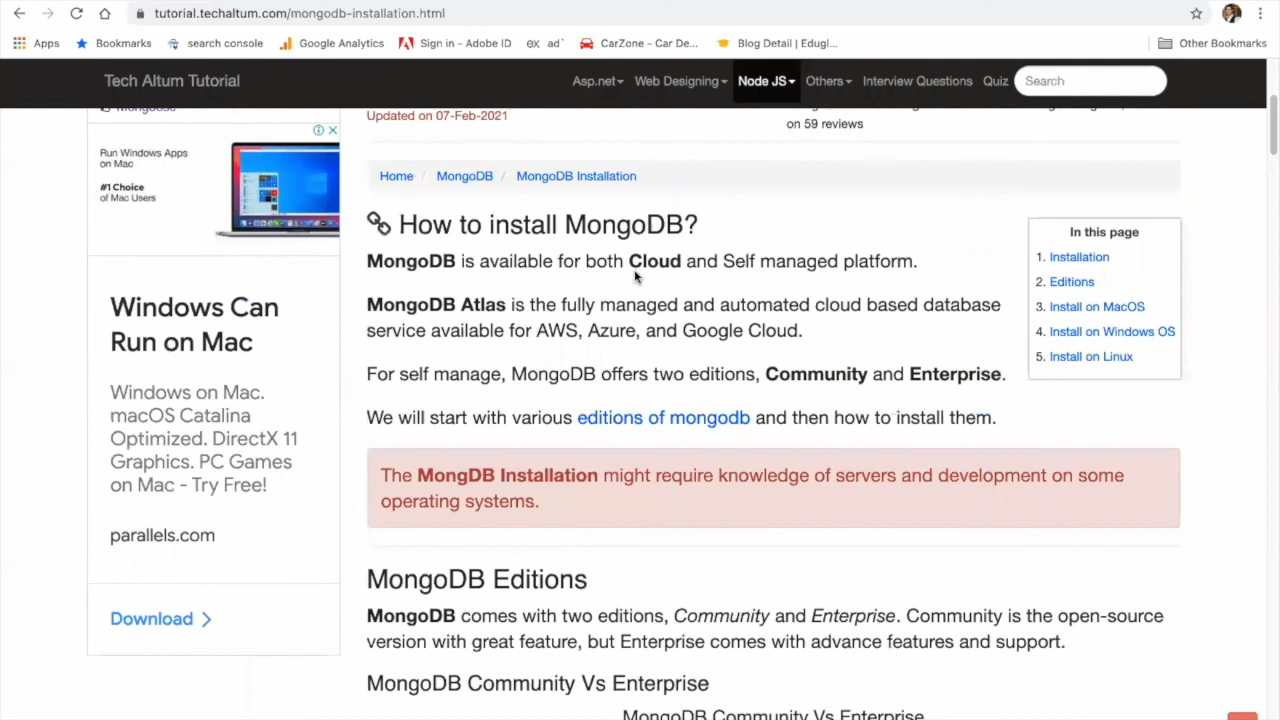 tutorial.techaltum.com/mongodb-installation.html
Apps Bookmarks search console Google Analytics Sign in - Adobe ID ex ad` CarZone - Car De... Blog Detail | Edugl... Other Bookmarks
Tech Altum Tutorial Asp.net Web Designing Node JS Others Interview Questions Quiz Search
Mongoose
Updated on 07-Feb-2021
on 59 reviews
Run Windows Apps
on Mac
#1 Choice
of Mac Users
Windows Can
Run on Mac
Windows on Mac.
macOS Catalina
Optimized. DirectX 11
Graphics. PC Games
on Mac - Try Free!
parallels.com
Download
Home / MongoDB / MongoDB Installation
How to install MongoDB?
MongoDB is available for both Cloud and Self managed platform.
MongoDB Atlas is the fully managed and automated cloud based database
service available for AWS, Azure, and Google Cloud.
For self manage, MongoDB offers two editions, Community and Enterprise.
We will start with various editions of mongodb and then how to install them.
The MongDB Installation might require knowledge of servers and development on some
operating systems.
In this page
1. Installation
2. Editions
3. Install on MacOS
4. Install on Windows OS
5. Install on Linux
MongoDB Editions
MongoDB comes with two editions, Community and Enterprise. Community is the open-source
version with great feature, but Enterprise comes with advance features and support.
MongoDB Community Vs Enterprise
MongoDB Community Vs Enterprise